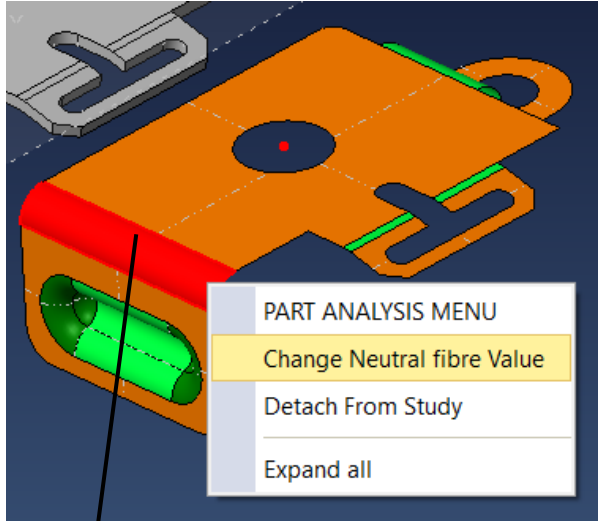 PART ANALYSIS MENU
Change Neutral fibre Value
Detach From Study
Expand all